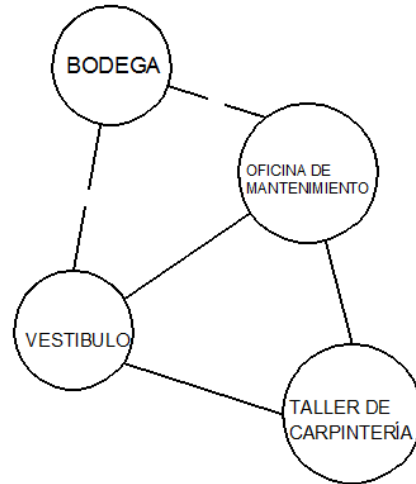 BODEGA
OFICINA DE
MANTENIMIENTO
VESTIBULO
TALLER DE
CARPINTERÍA